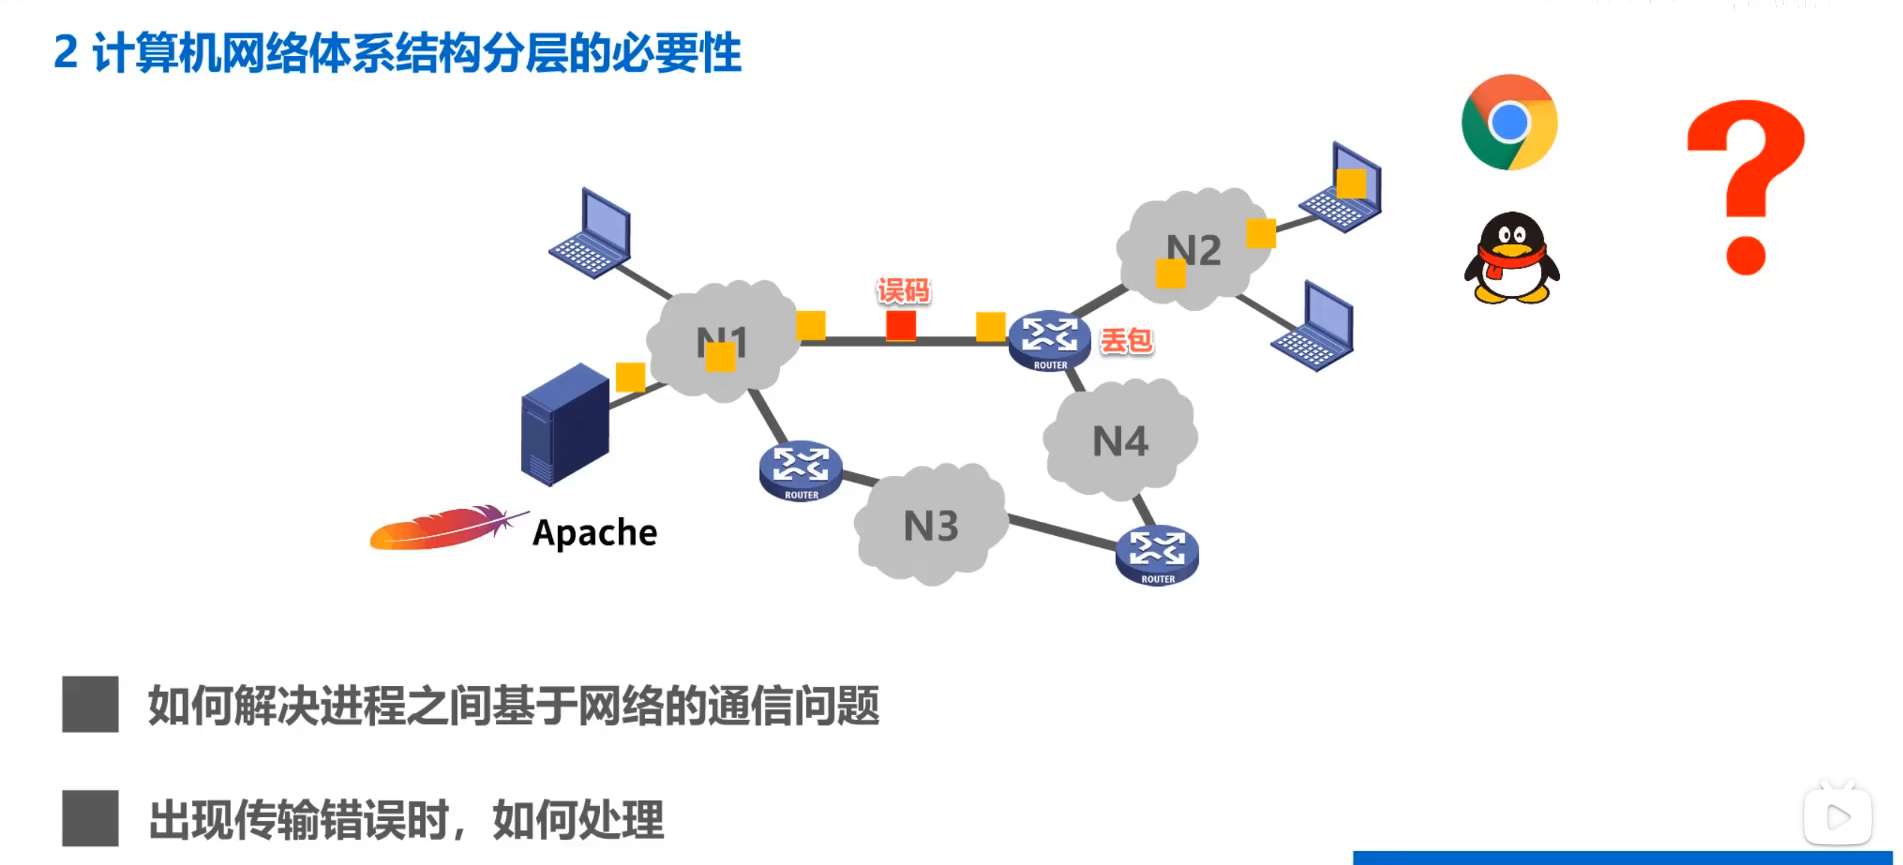 2 计算机网络体系结构分层的必要性
误码
N2
N1
丢包
ROUTER
N4
ROUTER
N3
Apache
ROUTER
如何解决进程之间基于网络的通信问题
出现传输错误时，如何处理